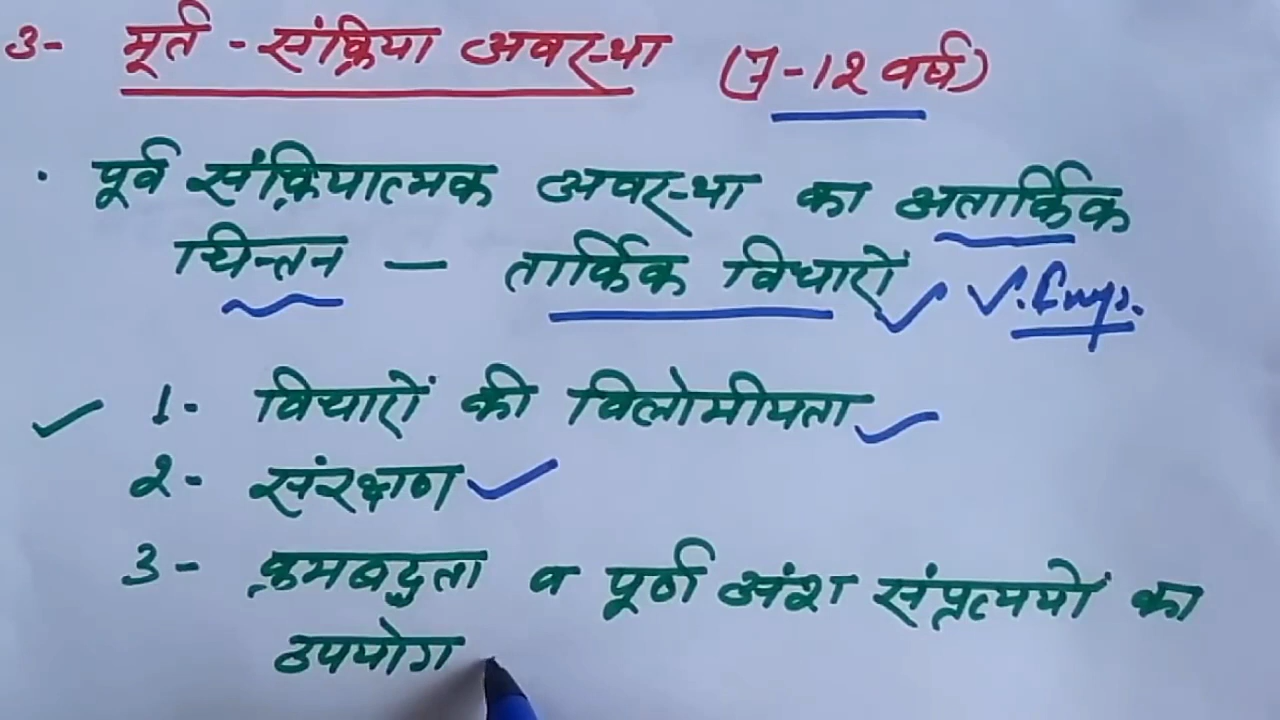 3- मूर्त - संक्रिया अवस्था (7-12 वर्ष)
· पूर्व संक्रियात्मक अवस्था का अतार्किक
चिन्तन - तार्किक विचारों V. Imp.
1- विचारों की विलोमीयता
2- संरक्षण
3- क्रमबद्धता व पूर्ण अंश संप्रत्ययों का
उपयोग